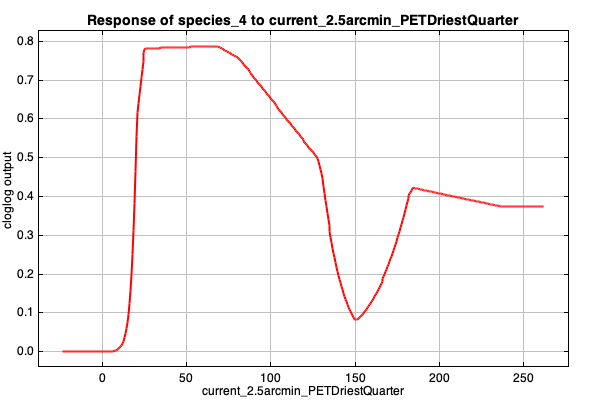 Response of species_4 to current_2.5arcmin_PETDriestQuarter
cloglog output
0.8
0.7
0.6
0.5
0.4
0.3
0.2
0.1
0.0
0 50 100 150 200 250
current_2.5arcmin_PETDriestQuarter